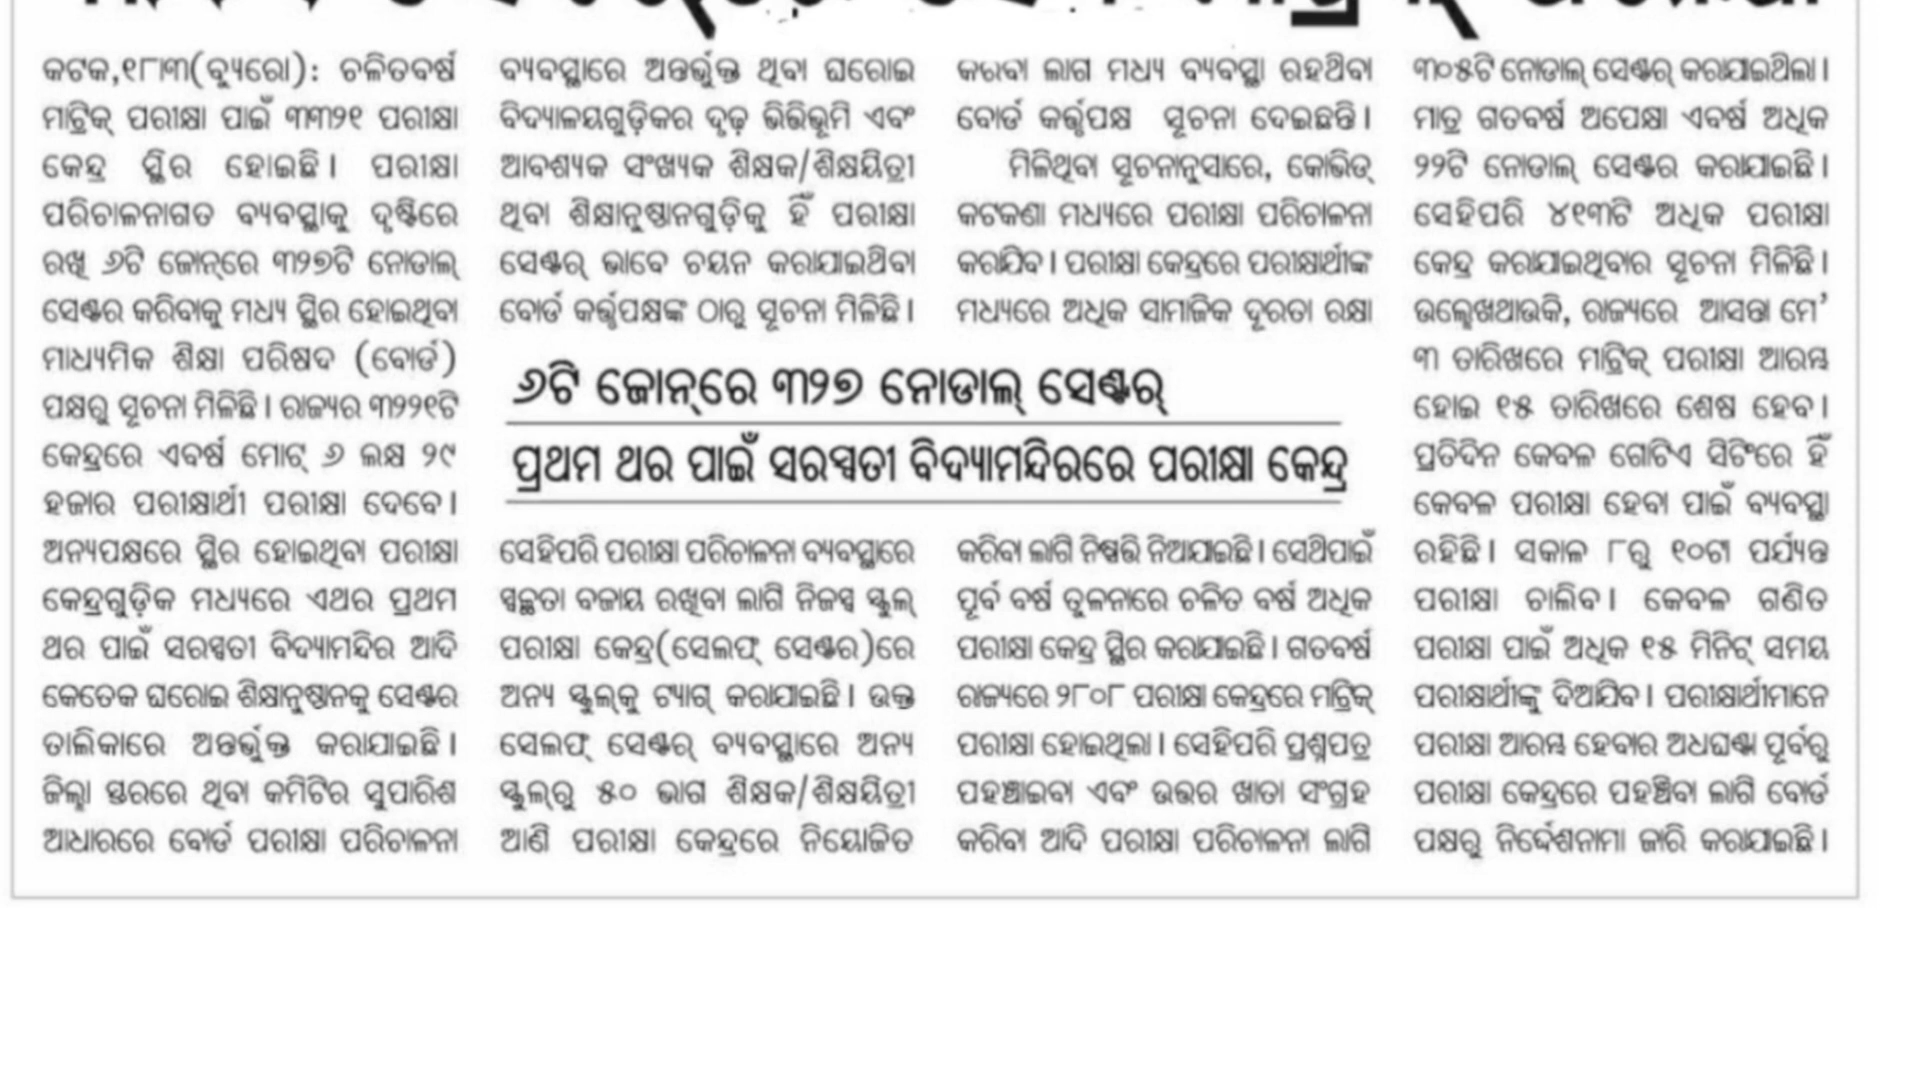 କଟକ,୧୮ା୩(ବ୍ୟୁରୋ): ଚଳିତବର୍ଷ
ମାଟ୍ରିକ୍ ପରୀକ୍ଷା ପାଇଁ ୩୩୨୧ ପରୀକ୍ଷା
କେନ୍ଦ୍ର ସ୍ଥିର ହୋଇଛି। ପରୀକ୍ଷା
ପରିଚାଳନାଗତ ବ୍ୟବସ୍ଥାକୁ ଦୃଷ୍ଟିରେ
ରଖି ୬ଟି ଜୋନ୍‌ରେ ୩୨୭ଟି ନୋଡାଲ୍
ସେଣ୍ଟର କରିବାକୁ ମଧ୍ୟ ସ୍ଥିର ହୋଇଥିବା
ମାଧ୍ୟମିକ ଶିକ୍ଷା ପରିଷଦ (ବୋର୍ଡ)
ପକ୍ଷରୁ ସୂଚନା ମିଳିଛି। ରାଜ୍ୟର ୩୨୨୧ଟି
କେନ୍ଦ୍ରରେ ଏବର୍ଷ ମୋଟ୍ ୬ ଲକ୍ଷ ୨୯
ହଜାର ପରୀକ୍ଷାର୍ଥୀ ପରୀକ୍ଷା ଦେବେ।
ଅନ୍ୟପକ୍ଷରେ ସ୍ଥିର ହୋଇଥିବା ପରୀକ୍ଷା
କେନ୍ଦ୍ରଗୁଡ଼ିକ ମଧ୍ୟରେ ଏଥର ପ୍ରଥମ
ଥର ପାଇଁ ସରସ୍ୱତୀ ବିଦ୍ୟାମନ୍ଦିର ଆଦି
କେତେକ ଘରୋଇ ଶିକ୍ଷାନୁଷ୍ଠାନକୁ ସେଣ୍ଟର
ତାଲିକାରେ ଅନ୍ତର୍ଭୁକ୍ତ କରାଯାଇଛି।
ଜିଲ୍ଲା ସ୍ତରରେ ଥିବା କମିଟିର ସୁପାରିଶ
ଆଧାରରେ ବୋର୍ଡ ପରୀକ୍ଷା ପରିଚାଳନା
ବ୍ୟବସ୍ଥାରେ ଅନ୍ତର୍ଭୁକ୍ତ ଥିବା ଘରୋଇ
ବିଦ୍ୟାଳୟଗୁଡ଼ିକର ଦୃଢ଼ ଭିତ୍ତିଭୂମି ଏବଂ
ଆବଶ୍ୟକ ସଂଖ୍ୟକ ଶିକ୍ଷକ/ଶିକ୍ଷୟିତ୍ରୀ
ଥିବା ଶିକ୍ଷାନୁଷ୍ଠାନଗୁଡ଼ିକୁ ହିଁ ପରୀକ୍ଷା
ସେଣ୍ଟର୍ ଭାବେ ଚୟନ କରାଯାଇଥିବା
ବୋର୍ଡ କର୍ତ୍ତୃପକ୍ଷଙ୍କ ଠାରୁ ସୂଚନା ମିଳିଛି।
କରିବା ଲାଗି ମଧ୍ୟ ବ୍ୟବସ୍ଥା ରହିଥିବା
ବୋର୍ଡ କର୍ତ୍ତୃପକ୍ଷ ସୂଚନା ଦେଇଛନ୍ତି।
ମିଳିଥିବା ସୂଚନାନୁସାରେ, କୋଭିଡ୍
କଟକଣା ମଧ୍ୟରେ ପରୀକ୍ଷା ପରିଚାଳନା
କରାଯିବ। ପରୀକ୍ଷା କେନ୍ଦ୍ରରେ ପରୀକ୍ଷାର୍ଥୀଙ୍କ
ମଧ୍ୟରେ ଅଧିକ ସାମାଜିକ ଦୂରତା ରକ୍ଷା
୬ଟି ଜୋନ୍‌ରେ ୩୨୭ ନୋଡାଲ୍ ସେଣ୍ଟର୍
ପ୍ରଥମ ଥର ପାଇଁ ସରସ୍ୱତୀ ବିଦ୍ୟାମନ୍ଦିରରେ ପରୀକ୍ଷା କେନ୍ଦ୍ର
ସେହିପରି ପରୀକ୍ଷା ପରିଚାଳନା ବ୍ୟବସ୍ଥାରେ
ସ୍ୱଚ୍ଛତା ବଜାୟ ରଖିବା ଲାଗି ନିଜସ୍ୱ ସ୍କୁଲ୍
ପରୀକ୍ଷା କେନ୍ଦ୍ର(ସେଲଫ୍ ସେଣ୍ଟର)ରେ
ଅନ୍ୟ ସ୍କୁଲ୍‌କୁ ଟ୍ୟାଗ୍ କରାଯାଇଛି। ଉକ୍ତ
ସେଲଫ୍ ସେଣ୍ଟର୍ ବ୍ୟବସ୍ଥାରେ ଅନ୍ୟ
ସ୍କୁଲ୍‌ରୁ ୫୦ ଭାଗ ଶିକ୍ଷକ/ଶିକ୍ଷୟିତ୍ରୀ
ଆଣି ପରୀକ୍ଷା କେନ୍ଦ୍ରରେ ନିୟୋଜିତ
କରିବା ଲାଗି ନିଷ୍ପତ୍ତି ନିଆଯାଇଛି। ସେଥିପାଇଁ
ପୂର୍ବ ବର୍ଷ ତୁଳନାରେ ଚଳିତ ବର୍ଷ ଅଧିକ
ପରୀକ୍ଷା କେନ୍ଦ୍ର ସ୍ଥିର କରାଯାଇଛି। ଗତବର୍ଷ
ରାଜ୍ୟରେ ୨୮୦୮ ପରୀକ୍ଷା କେନ୍ଦ୍ରରେ ମାଟ୍ରିକ୍
ପରୀକ୍ଷା ହୋଇଥିଲା। ସେହିପରି ପ୍ରଶ୍ନପତ୍ର
ପହଞ୍ଚାଇବା ଏବଂ ଉତ୍ତର ଖାତା ସଂଗ୍ରହ
କରିବା ଆଦି ପରୀକ୍ଷା ପରିଚାଳନା ଲାଗି
୩୦୫ଟି ନୋଡାଲ୍ ସେଣ୍ଟର୍ କରାଯାଇଥିଲା।
ମାତ୍ର ଗତବର୍ଷ ଅପେକ୍ଷା ଏବର୍ଷ ଅଧିକ
୨୨ଟି ନୋଡାଲ୍ ସେଣ୍ଟର କରାଯାଇଛି।
ସେହିପରି ୪୧୩ଟି ଅଧିକ ପରୀକ୍ଷା
କେନ୍ଦ୍ର କରାଯାଇଥିବାର ସୂଚନା ମିଳିଛି।
ଉଲ୍ଲେଖଥାଉକି, ରାଜ୍ୟରେ ଆସନ୍ତା ମେ’
୩ ତାରିଖରେ ମାଟ୍ରିକ୍ ପରୀକ୍ଷା ଆରମ୍ଭ
ହୋଇ ୧୫ ତାରିଖରେ ଶେଷ ହେବ।
ପ୍ରତିଦିନ କେବଳ ଗୋଟିଏ ସିଟିଂରେ ହିଁ
କେବଳ ପରୀକ୍ଷା ହେବା ପାଇଁ ବ୍ୟବସ୍ଥା
ରହିଛି। ସକାଳ ୮ରୁ ୧୦ଟା ପର୍ଯ୍ୟନ୍ତ
ପରୀକ୍ଷା ଚାଲିବ। କେବଳ ଗଣିତ
ପରୀକ୍ଷା ପାଇଁ ଅଧିକ ୧୫ ମିନିଟ୍ ସମୟ
ପରୀକ୍ଷାର୍ଥୀଙ୍କୁ ଦିଆଯିବ। ପରୀକ୍ଷାର୍ଥୀମାନେ
ପରୀକ୍ଷା ଆରମ୍ଭ ହେବାର ଅଧଘଣ୍ଟା ପୂର୍ବରୁ
ପରୀକ୍ଷା କେନ୍ଦ୍ରରେ ପହଞ୍ଚିବା ଲାଗି ବୋର୍ଡ
ପକ୍ଷରୁ ନିର୍ଦ୍ଦେଶନାମା ଜାରି କରାଯାଇଛି।